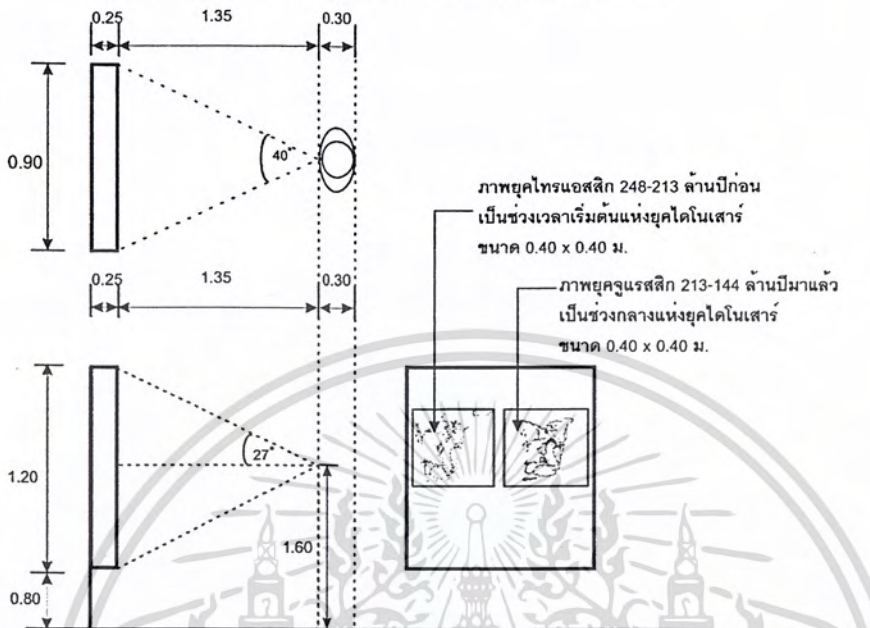 0.25 1.35 0.30
0.90
40°
ภาพยุคไทรแอสสิก 248-213 ล้านปีก่อน
เป็นช่วงเวลาเริ่มต้นแห่งยุคไดโนเสาร์
ขนาด 0.40 x 0.40 ม.
0.25 1.35 0.30
ภาพยุคจูแรสสิก 213-144 ล้านปีมาแล้ว
เป็นช่วงกลางแห่งยุคไดโนเสาร์
ขนาด 0.40 x 0.40 ม.
1.20
27°
1.60
0.80